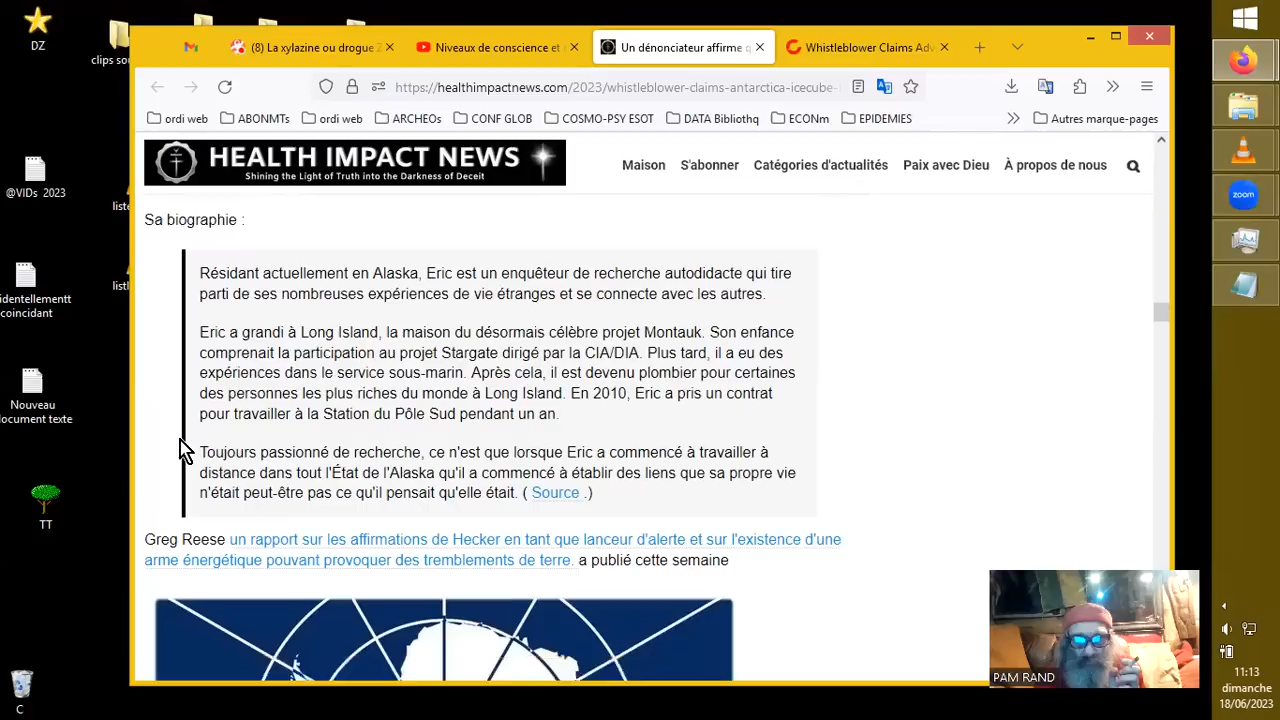 DZ
clips sou
(8) La xylazine ou drogue Z
Niveaux de conscience et
Un dénonciateur affirme q
Whistleblower Claims Adv
https://healthimpactnews.com/2023/whistleblower-claims-antarctica-icecube-
ordi web
ABONMTs
ordi web
ARCHEOs
CONF GLOB
COSMO-PSY ESOT
DATA Bibliothq
ECONm
EPIDEMIES
Autres marque-pages
HEALTH IMPACT NEWS
Shining the Light of Truth into the Darkness of Deceit
Maison
S'abonner
Catégories d'actualités
Paix avec Dieu
À propos de nous
@VIDs 2023
liste
Sa biographie :
Résidant actuellement en Alaska, Eric est un enquêteur de recherche autodidacte qui tire
parti de ses nombreuses expériences de vie étranges et se connecte avec les autres.
Eric a grandi à Long Island, la maison du désormais célèbre projet Montauk. Son enfance
comprenait la participation au projet Stargate dirigé par la CIA/DIA. Plus tard, il a eu des
expériences dans le service sous-marin. Après cela, il est devenu plombier pour certaines
des personnes les plus riches du monde à Long Island. En 2010, Eric a pris un contrat
pour travailler à la Station du Pôle Sud pendant un an.
Toujours passionné de recherche, ce n'est que lorsque Eric a commencé à travailler à
distance dans tout l'État de l'Alaska qu'il a commencé à établir des liens que sa propre vie
n'était peut-être pas ce qu'il pensait qu'elle était. ( Source .)
Greg Reese un rapport sur les affirmations de Hecker en tant que lanceur d'alerte et sur l'existence d'une
arme énergétique pouvant provoquer des tremblements de terre. a publié cette semaine
identellementt
coincidant
listl
Nouveau
document texte
TT
C
zoom
PAM RAND
11:13
dimanche
18/06/2023